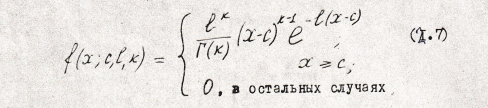 f(x; c, l, k) = { l^k / Γ(k) (x-c)^{k-1} e^{-l(x-c)}, (I.7)
x ≥ c;
0, в остальных случаях